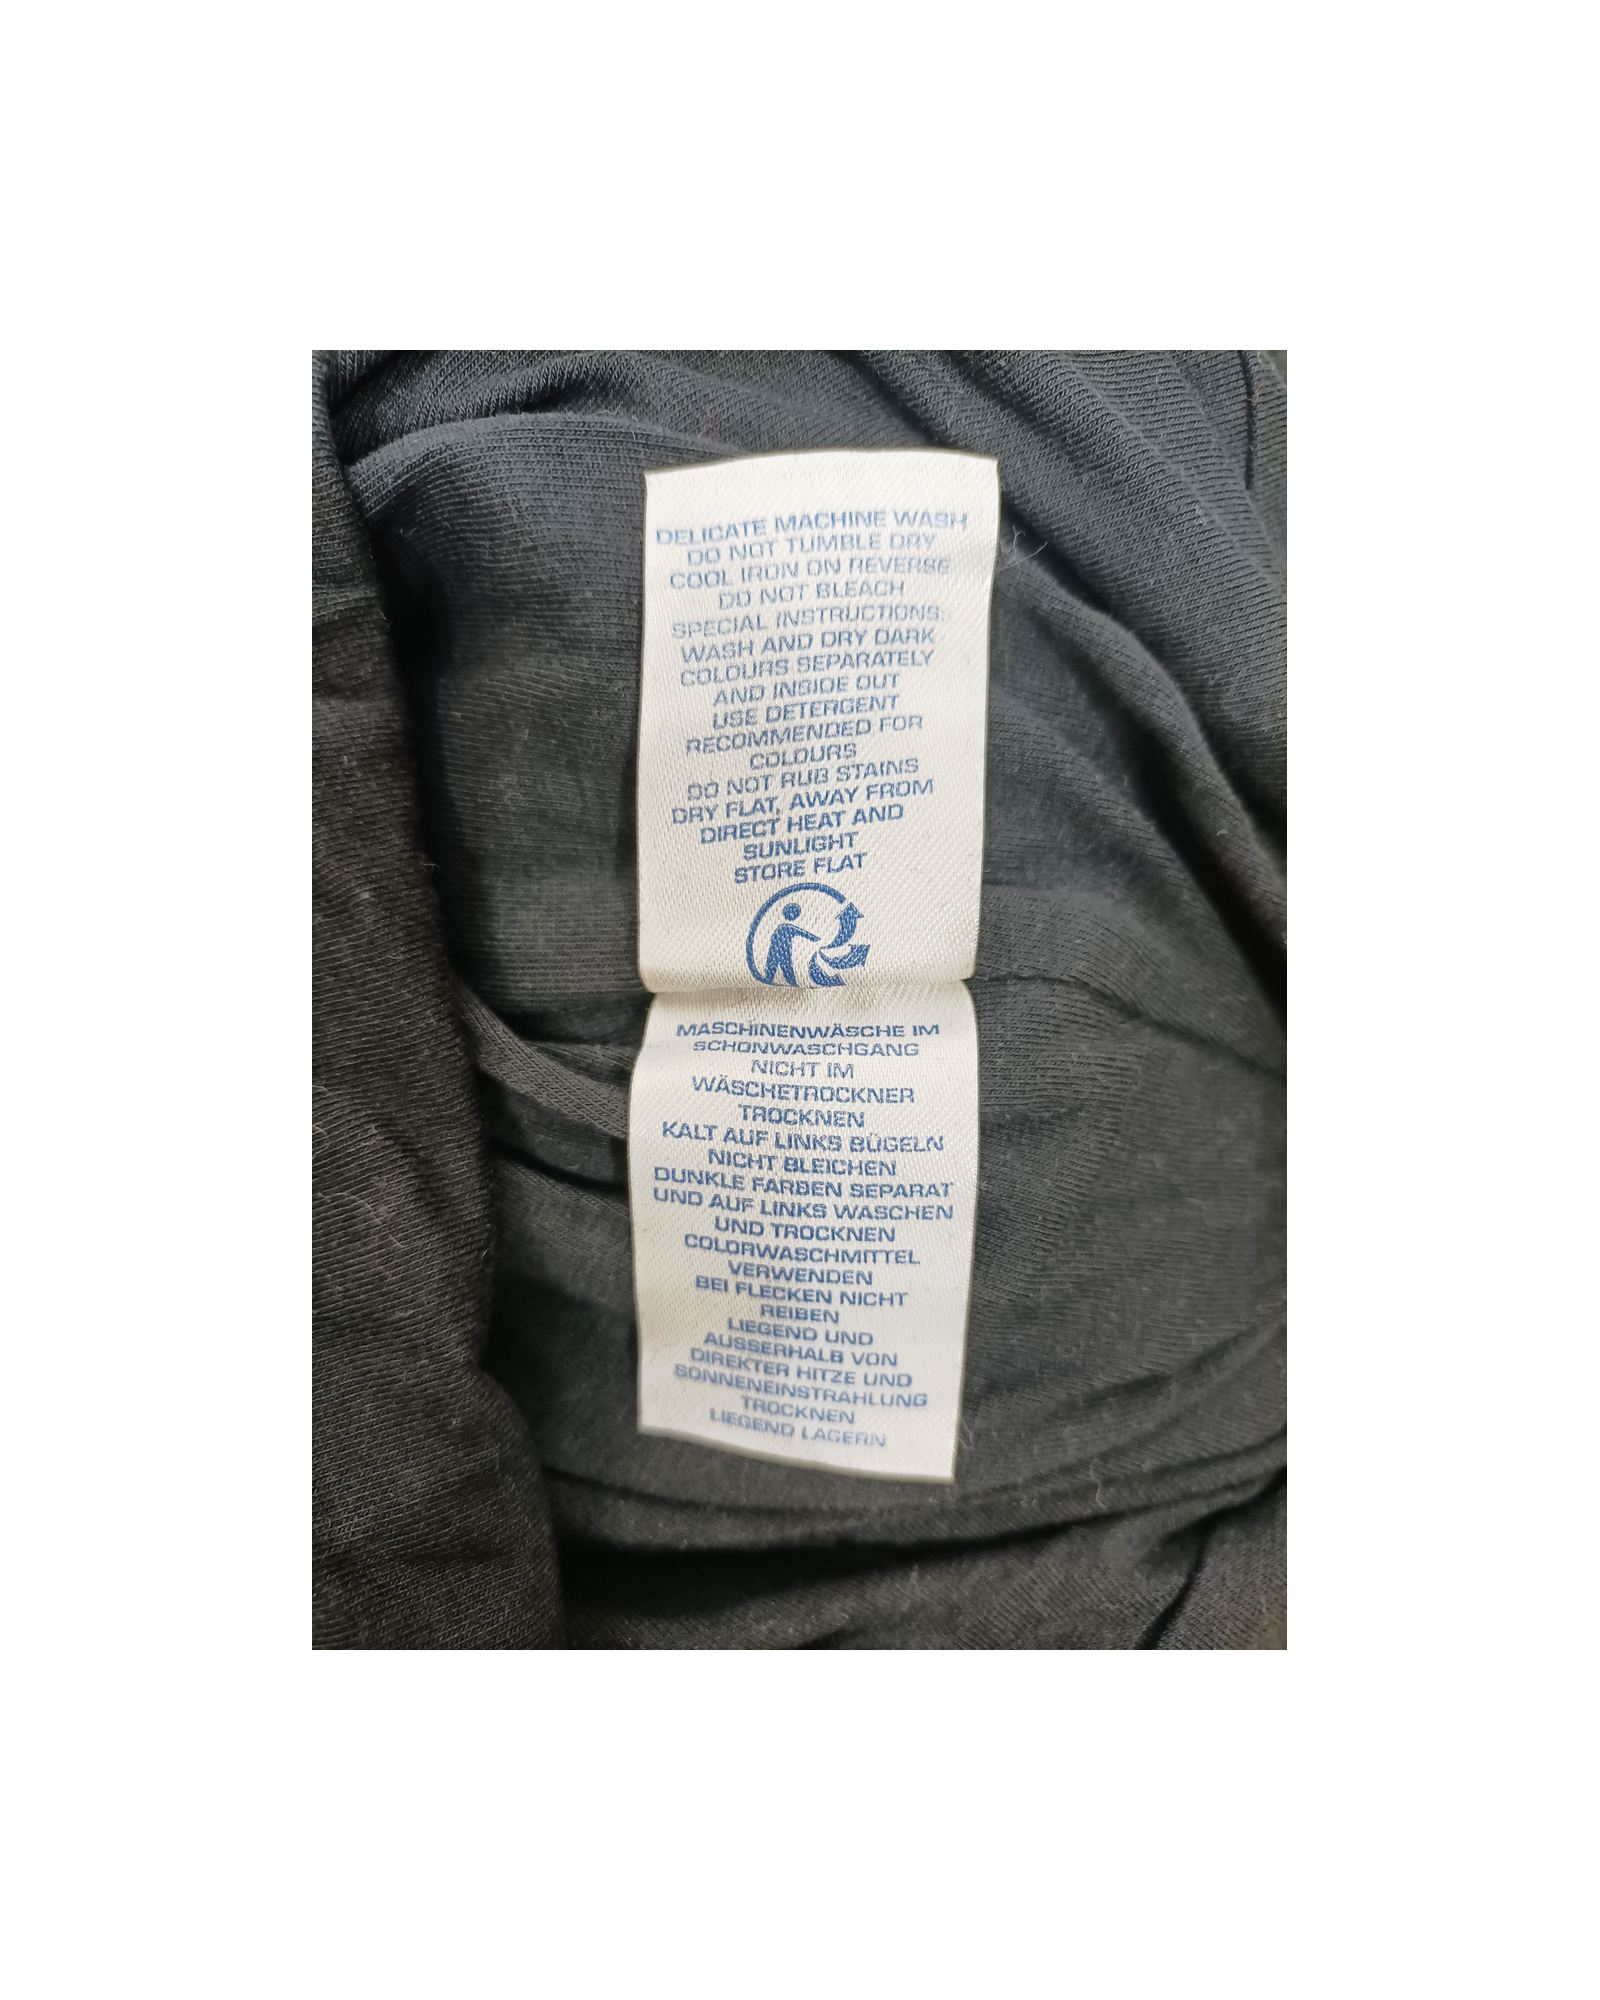 DELICATE MACHINE WASH
DO NOT TUMBLE DRY
COOL IRON ON REVERSE
DO NOT BLEACH
SPECIAL INSTRUCTIONS:
WASH AND DRY DARK
COLOURS SEPARATELY
AND INSIDE OUT
USE DETERGENT
RECOMMENDED FOR
COLOURS
DO NOT RUB STAINS
DRY FLAT, AWAY FROM
DIRECT HEAT AND
SUNLIGHT
STORE FLAT
MASCHINENWÄSCHE IM
SCHONWASCHGANG
NICHT IM
WÄSCHETROCKNER
TROCKNEN
KALT AUF LINKS BÜGELN
NICHT BLEICHEN
DUNKLE FARBEN SEPARAT
UND AUF LINKS WASCHEN
UND TROCKNEN
COLORWASCHMITTEL
VERWENDEN
BEI FLECKEN NICHT
REIBEN
LIEGEND UND
AUSSERHALB VON
DIREKTER HITZE UND
SONNENEINSTRAHLUNG
TROCKNEN
LIEGEND LAGERN